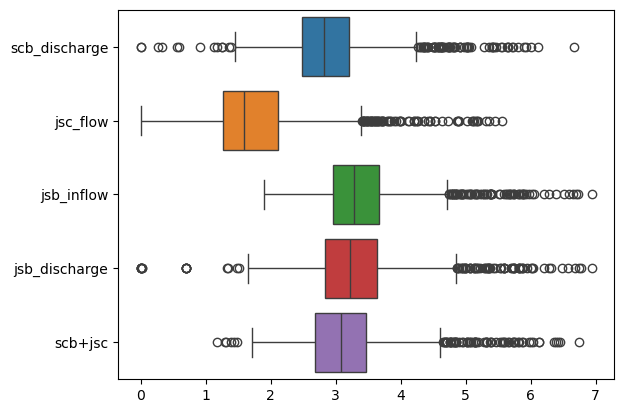 scb_discharge
jsc_flow
jsb_inflow
jsb_discharge
scb+jsc
0 1 2 3 4 5 6 7